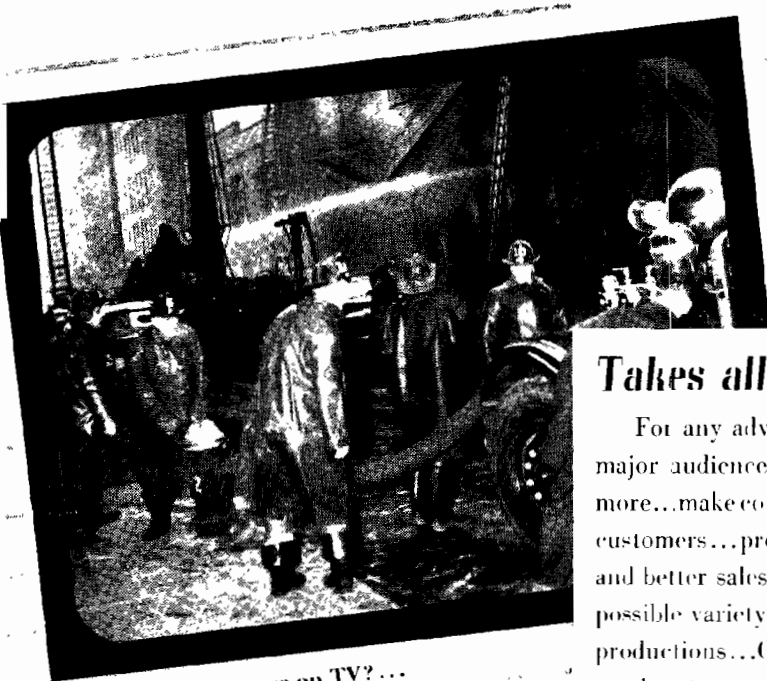 on TV?...
Takes all
For any adv
major audience
more...make co
customers...pro
and better sales
possible variety
productions...C